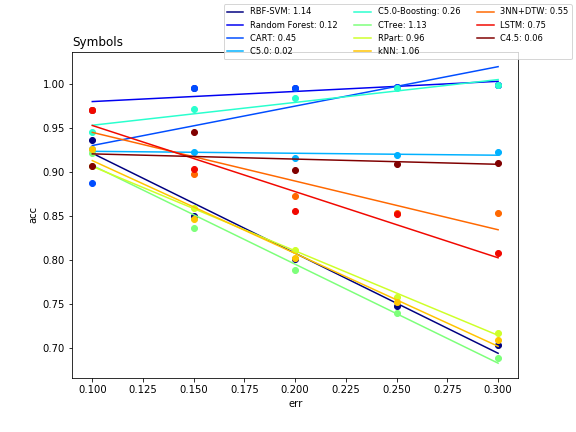 RBF-SVM: 1.14
Random Forest: 0.12
CART: 0.45
C5.0: 0.02
C5.0-Boosting: 0.26
CTree: 1.13
RPart: 0.96
kNN: 1.06
3NN+DTW: 0.55
LSTM: 0.75
C4.5: 0.06
Symbols
1.00
0.95
0.90
0.85
0.80
0.75
0.70
acc
0.100 0.125 0.150 0.175 0.200 0.225 0.250 0.275 0.300
err